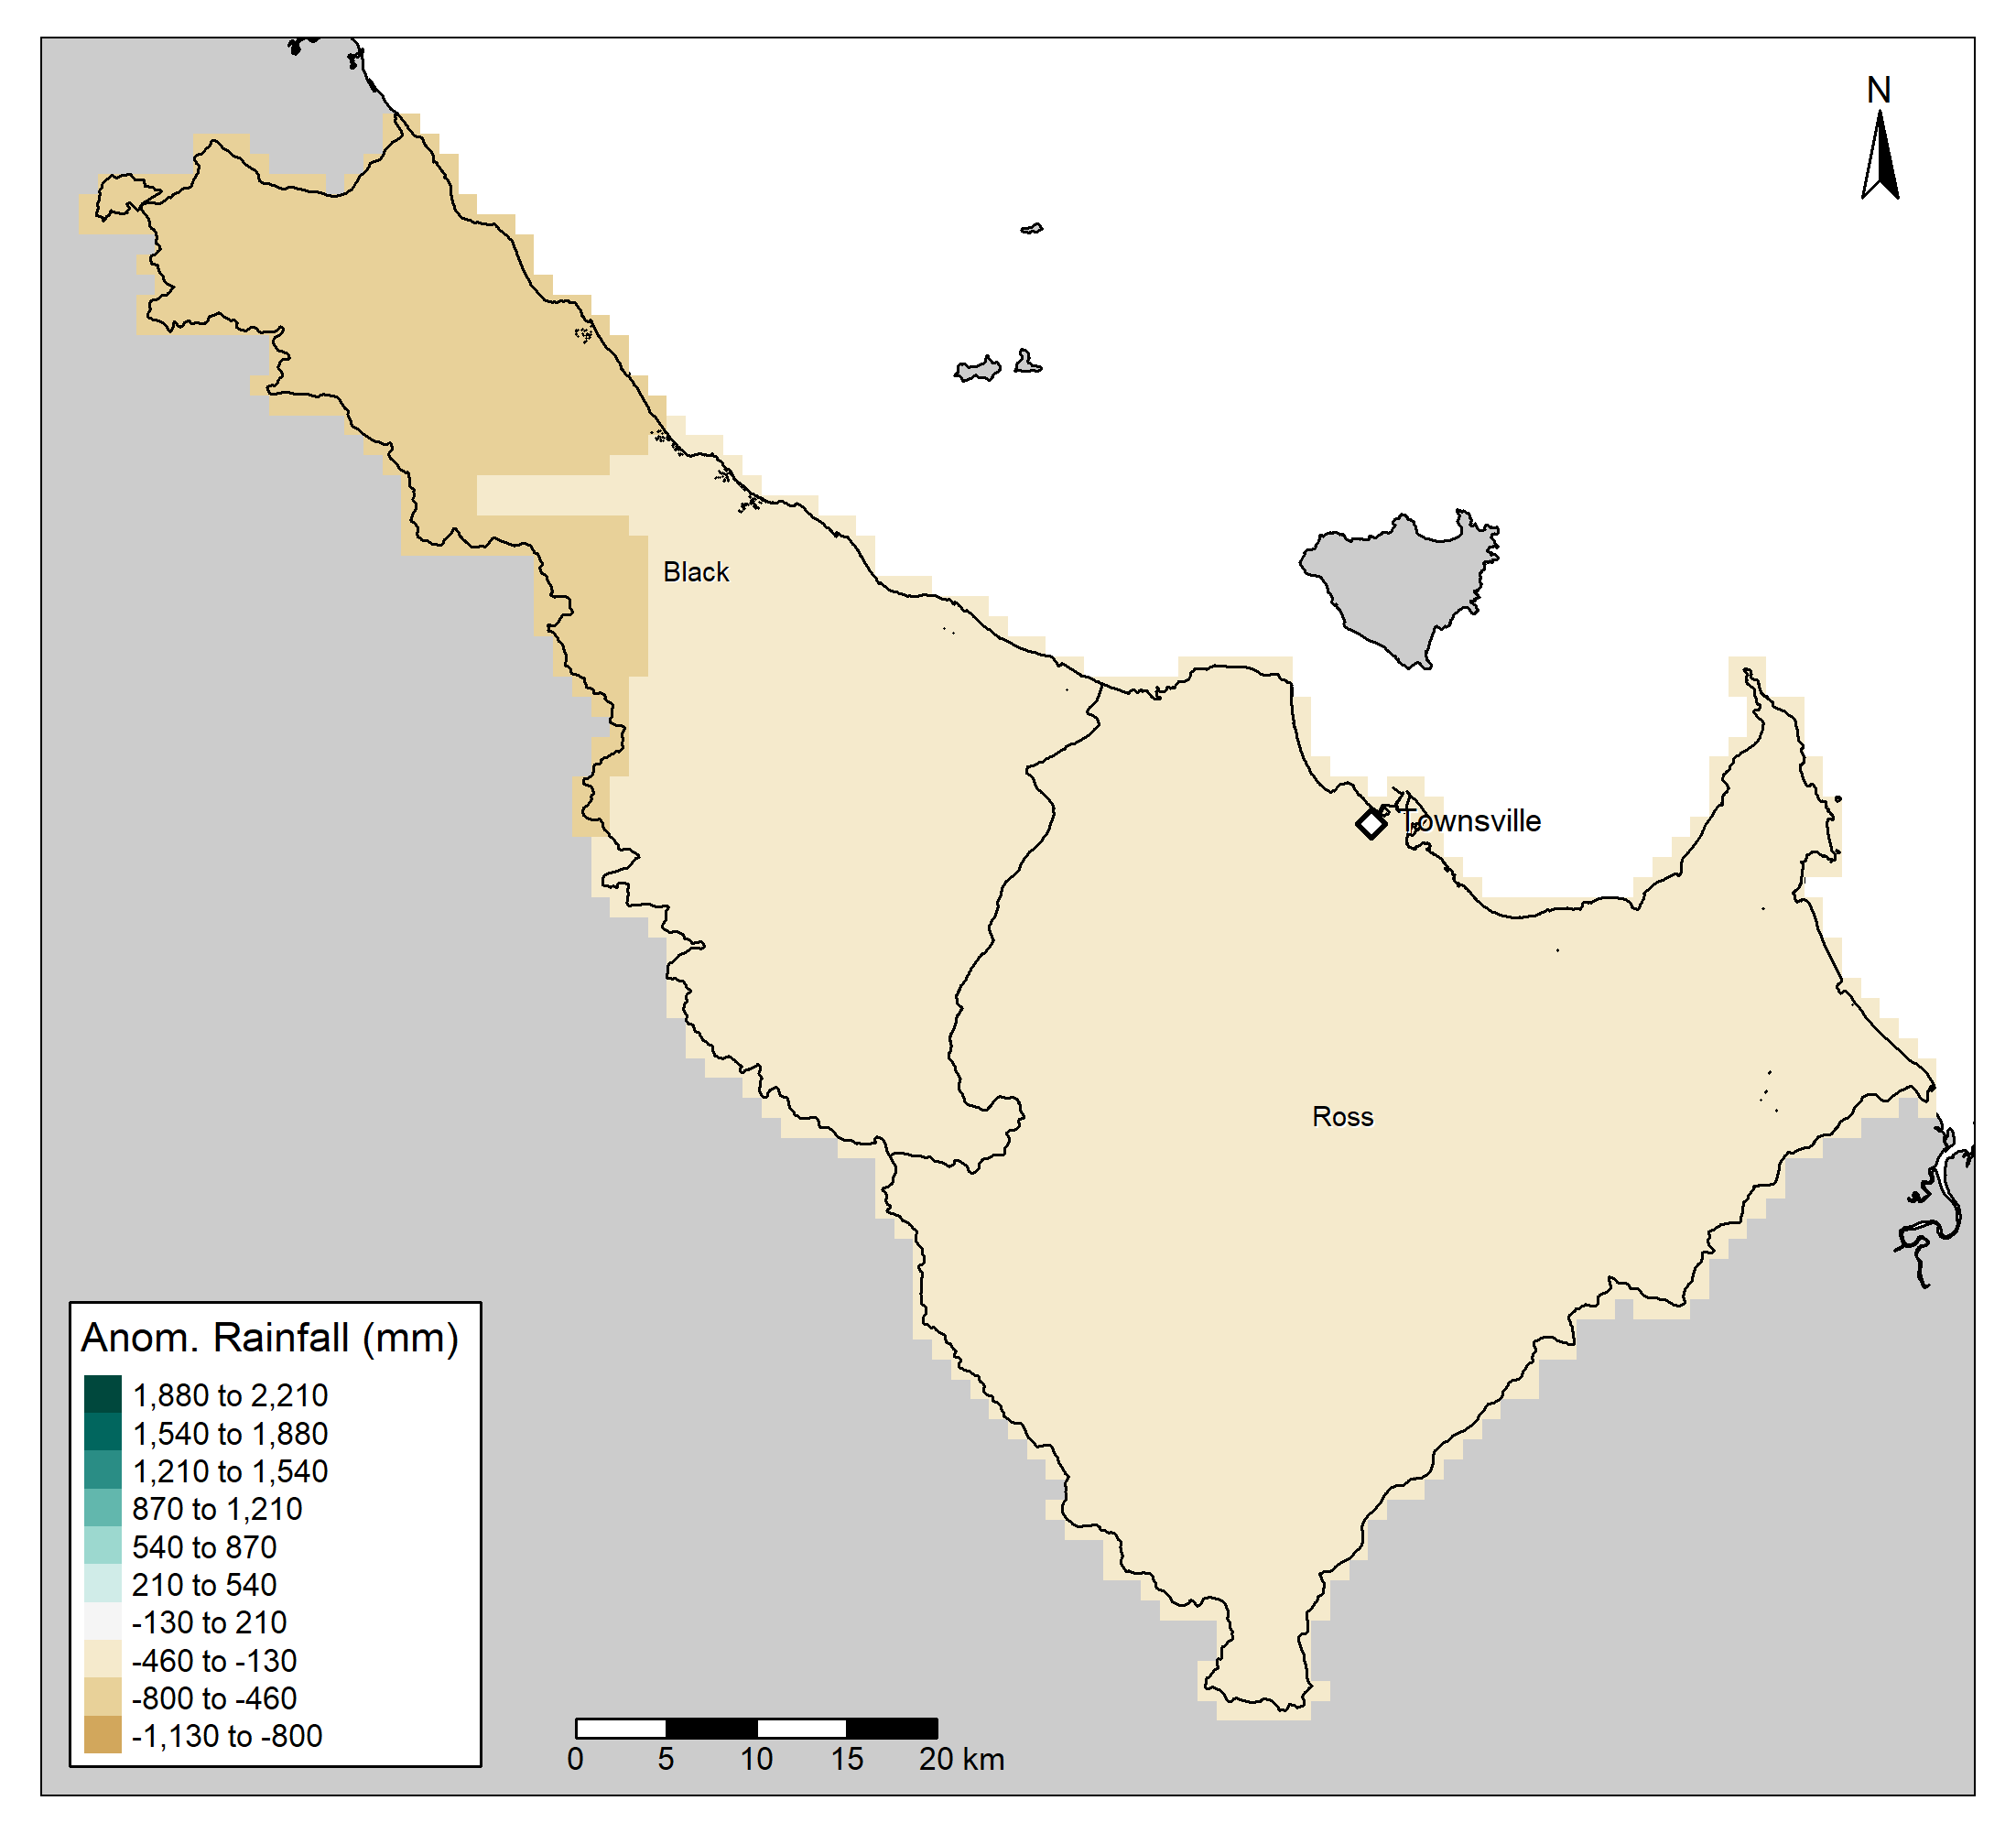 N
Black
Townsville
Ross
Anom. Rainfall (mm)
1,880 to 2,210
1,540 to 1,880
1,210 to 1,540
870 to 1,210
540 to 870
210 to 540
-130 to 210
-460 to -130
-800 to -460
-1,130 to -800
0 5 10 15 20 km